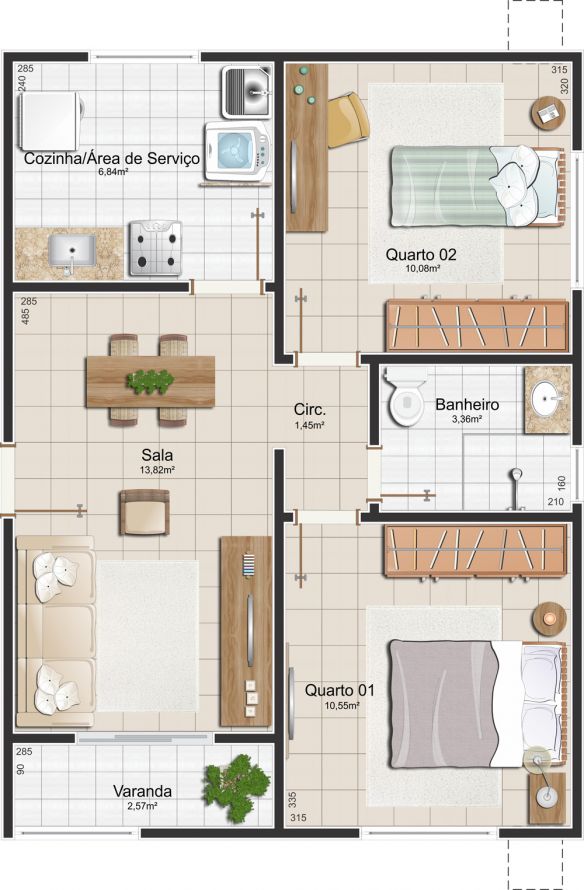 285
240
Cozinha/Área de Serviço
6,84m²
315
320
Quarto 02
10,08m²
285
485
Sala
13,82m²
Circ.
1,45m²
Banheiro
3,36m²
160
210
Quarto 01
10,55m²
335
315
285
90
Varanda
2,57m²